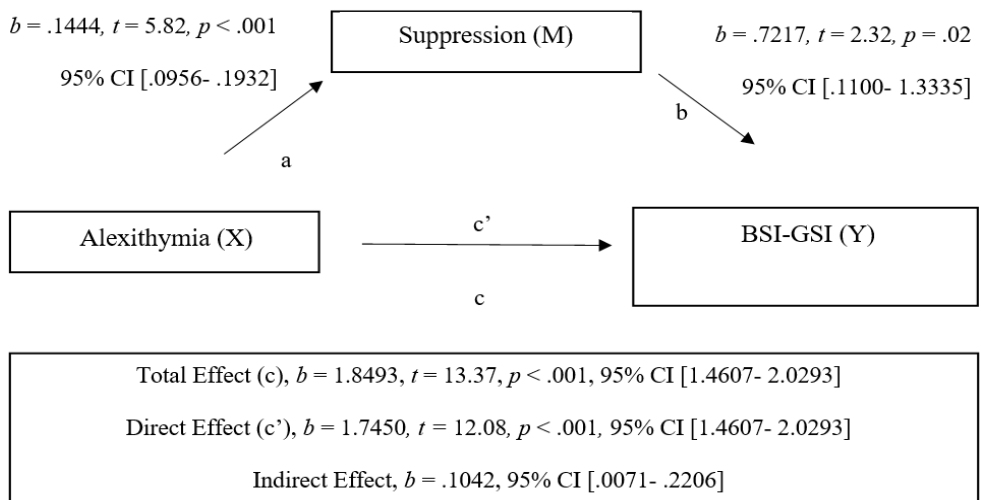 b = .1444, t = 5.82, p < .001
95% CI [.0956- .1932]
Suppression (M)
b = .7217, t = 2.32, p = .02
95% CI [.1100- 1.3335]
a
b
Alexithymia (X)
c’
c
BSI-GSI (Y)
Total Effect (c), b = 1.8493, t = 13.37, p < .001, 95% CI [1.4607- 2.0293]
Direct Effect (c’), b = 1.7450, t = 12.08, p < .001, 95% CI [1.4607- 2.0293]
Indirect Effect, b = .1042, 95% CI [.0071- .2206]